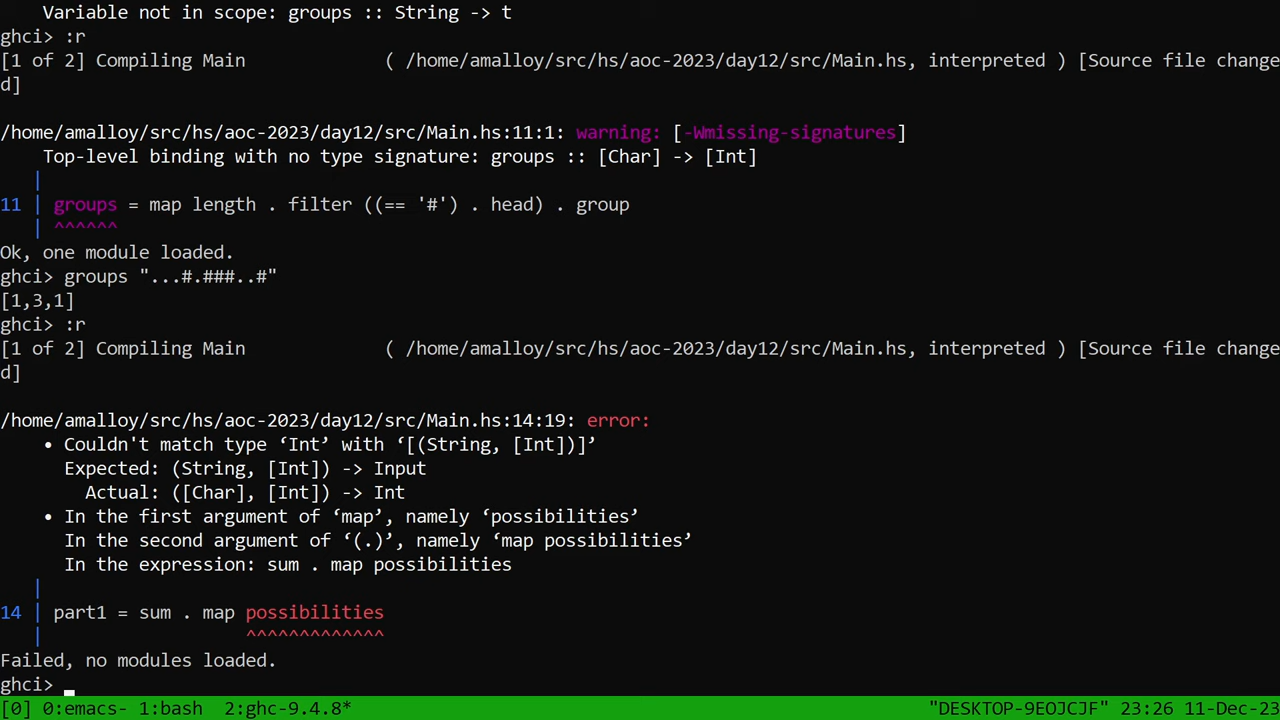 Variable not in scope: groups :: String -> t
ghci> :r
[1 of 2] Compiling Main             ( /home/amalloy/src/hs/aoc-2023/day12/src/Main.hs, interpreted ) [Source file change
d]
/home/amalloy/src/hs/aoc-2023/day12/src/Main.hs:11:1: warning: [-Wmissing-signatures]
    Top-level binding with no type signature: groups :: [Char] -> [Int]
   |
11 | groups = map length . filter ((== '#') . head) . group
   | ^^^^^^
Ok, one module loaded.
ghci> groups "...#.###..#"
[1,3,1]
ghci> :r
[1 of 2] Compiling Main             ( /home/amalloy/src/hs/aoc-2023/day12/src/Main.hs, interpreted ) [Source file change
d]
/home/amalloy/src/hs/aoc-2023/day12/src/Main.hs:14:19: error:
    • Couldn't match type ‘Int’ with ‘[(String, [Int])]’
      Expected: (String, [Int]) -> Input
        Actual: ([Char], [Int]) -> Int
    • In the first argument of ‘map’, namely ‘possibilities’
      In the second argument of ‘(.)’, namely ‘map possibilities’
      In the expression: sum . map possibilities
   |
14 | part1 = sum . map possibilities
   |                   ^^^^^^^^^^^^^
Failed, no modules loaded.
ghci>
[0] 0:emacs- 1:bash  2:ghc-9.4.8* "DESKTOP-9EOJCJF" 23:26 11-Dec-23